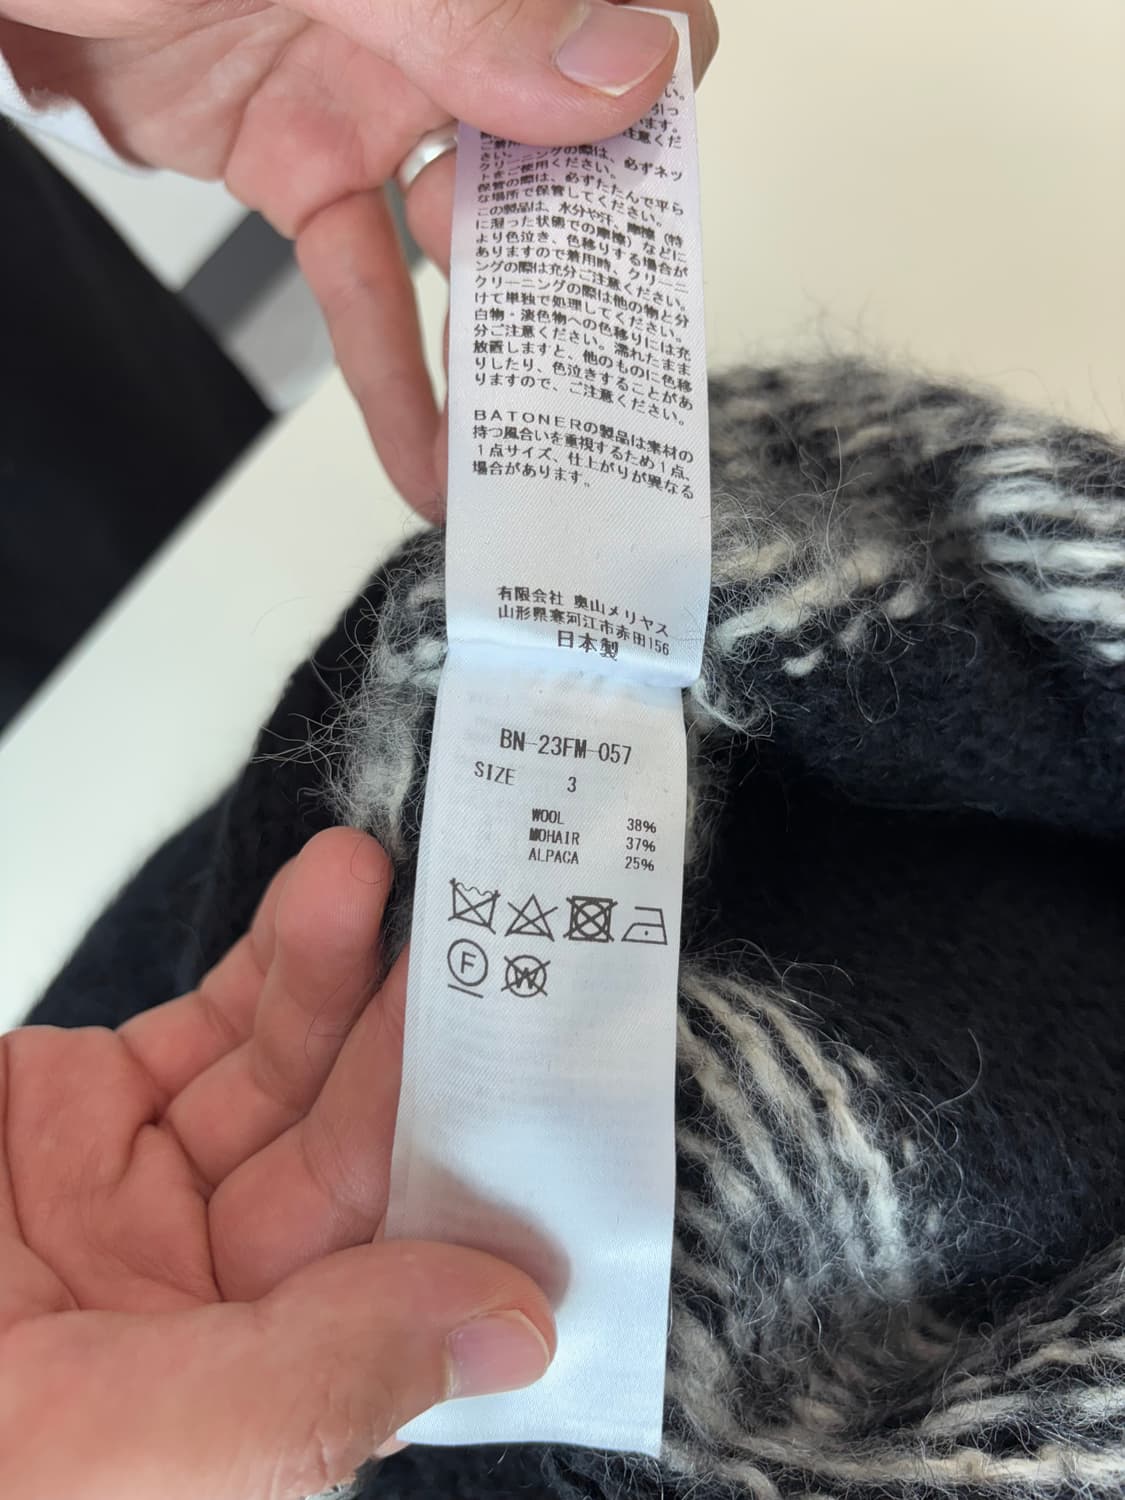 い。
引っ
います。
注意くだ
さい。
クリーニングの際は、必ずネッ
トをご使用ください。
保管の際は、必ずたたんで平ら
な場所で保管してください。
この製品は、水分や汗、摩擦（特
に湿った状態での摩擦）などに
より色泣き、色移りする場合が
ありますので着用時、クリーニ
ングの際は充分ご注意ください。
クリーニングの際は他の物と分
けて単独で処理してください。
白物・淡色物への色移りには充
分ご注意ください。濡れたまま
放置しますと、他のものに色移
りしたり、色泣きすることがあ
りますので、ご注意ください。
BATONERの製品は素材の
持つ風合いを重視するため1点、
1点サイズ、仕上がりが異なる
場合があります。
有限会社 奥山メリヤス
山形県寒河江市赤田156
日本製
BN-23FM-057
SIZE 3
WOOL 38%
MOHAIR 37%
ALPACA 25%
F W